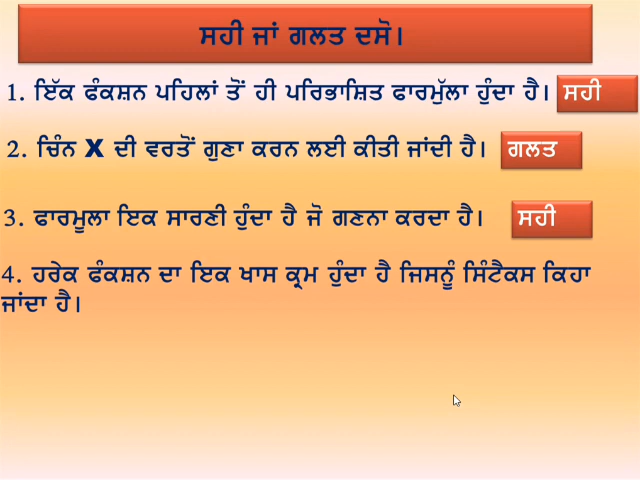 ਸਹੀ ਜਾਂ ਗਲਤ ਦਸੋ।
1. ਇੱਕ ਫੰਕਸ਼ਨ ਪਹਿਲਾਂ ਤੋਂ ਹੀ ਪਰਿਭਾਸ਼ਿਤ ਫਾਰਮੁੱਲਾ ਹੁੰਦਾ ਹੈ। ਸਹੀ
2. ਚਿੰਨ X ਦੀ ਵਰਤੋਂ ਗੁਣਾ ਕਰਨ ਲਈ ਕੀਤੀ ਜਾਂਦੀ ਹੈ। ਗਲਤ
3. ਫਾਰਮੂਲਾ ਇਕ ਸਾਰਣੀ ਹੁੰਦਾ ਹੈ ਜੋ ਗਣਨਾ ਕਰਦਾ ਹੈ। ਸਹੀ
4. ਹਰੇਕ ਫੰਕਸ਼ਨ ਦਾ ਇਕ ਖਾਸ ਕ੍ਰਮ ਹੁੰਦਾ ਹੈ ਜਿਸਨੂੰ ਸਿੰਟੈਕਸ ਕਿਹਾ
ਜਾਂਦਾ ਹੈ।